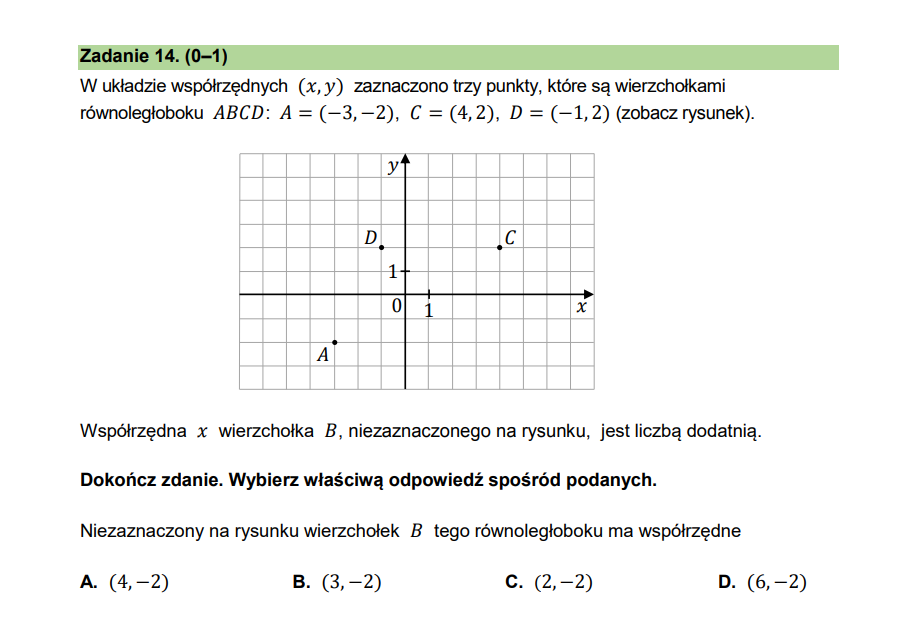 Zadanie 14. (0–1)
W układzie współrzędnych (x, y) zaznaczono trzy punkty, które są wierzchołkami
równoległoboku ABCD: A = (−3, −2), C = (4, 2), D = (−1, 2) (zobacz rysunek).
y
D
C
1
0
1
x
A
Współrzędna x wierzchołka B, niezaznaczonego na rysunku, jest liczbą dodatnią.
Dokończ zdanie. Wybierz właściwą odpowiedź spośród podanych.
Niezaznaczony na rysunku wierzchołek B tego równoległoboku ma współrzędne
A. (4, −2) B. (3, −2) C. (2, −2) D. (6, −2)